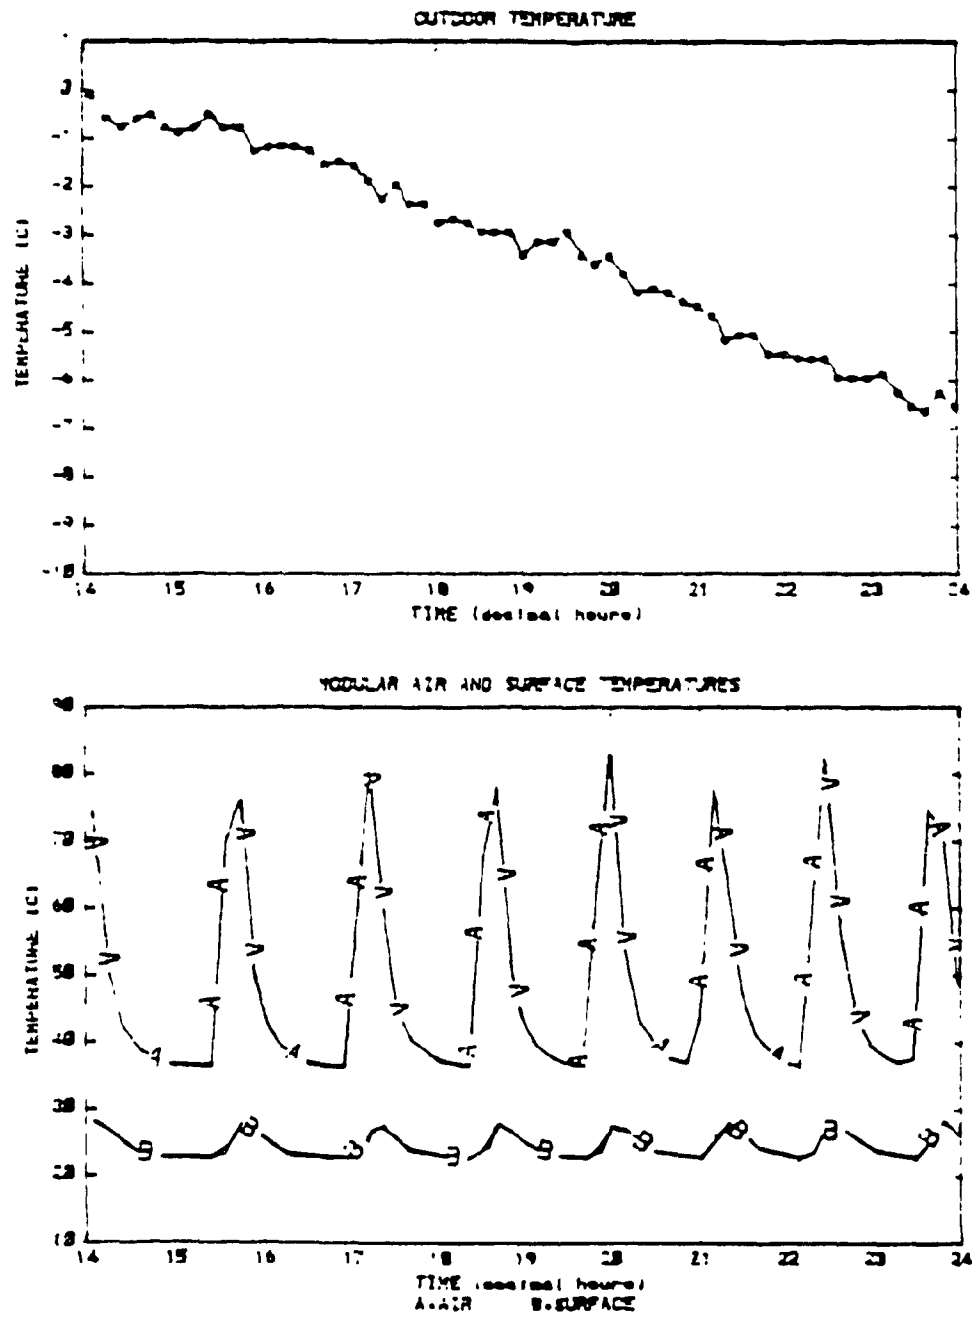 OUTDOOR TEMPERATURE
0
-1
-2
-3
-4
-5
-6
-7
-8
-9
-10
TEMPERATURE (C)
14 15 16 17 18 19 20 21 22 23 24
TIME (decimal hours)
MODULAR AIR AND SURFACE TEMPERATURES
90
80
70
60
50
40
30
20
10
TEMPERATURE (C)
14 15 16 17 18 19 20 21 22 23 24
TIME (decimal hours)
A.AIR B.SURFACE